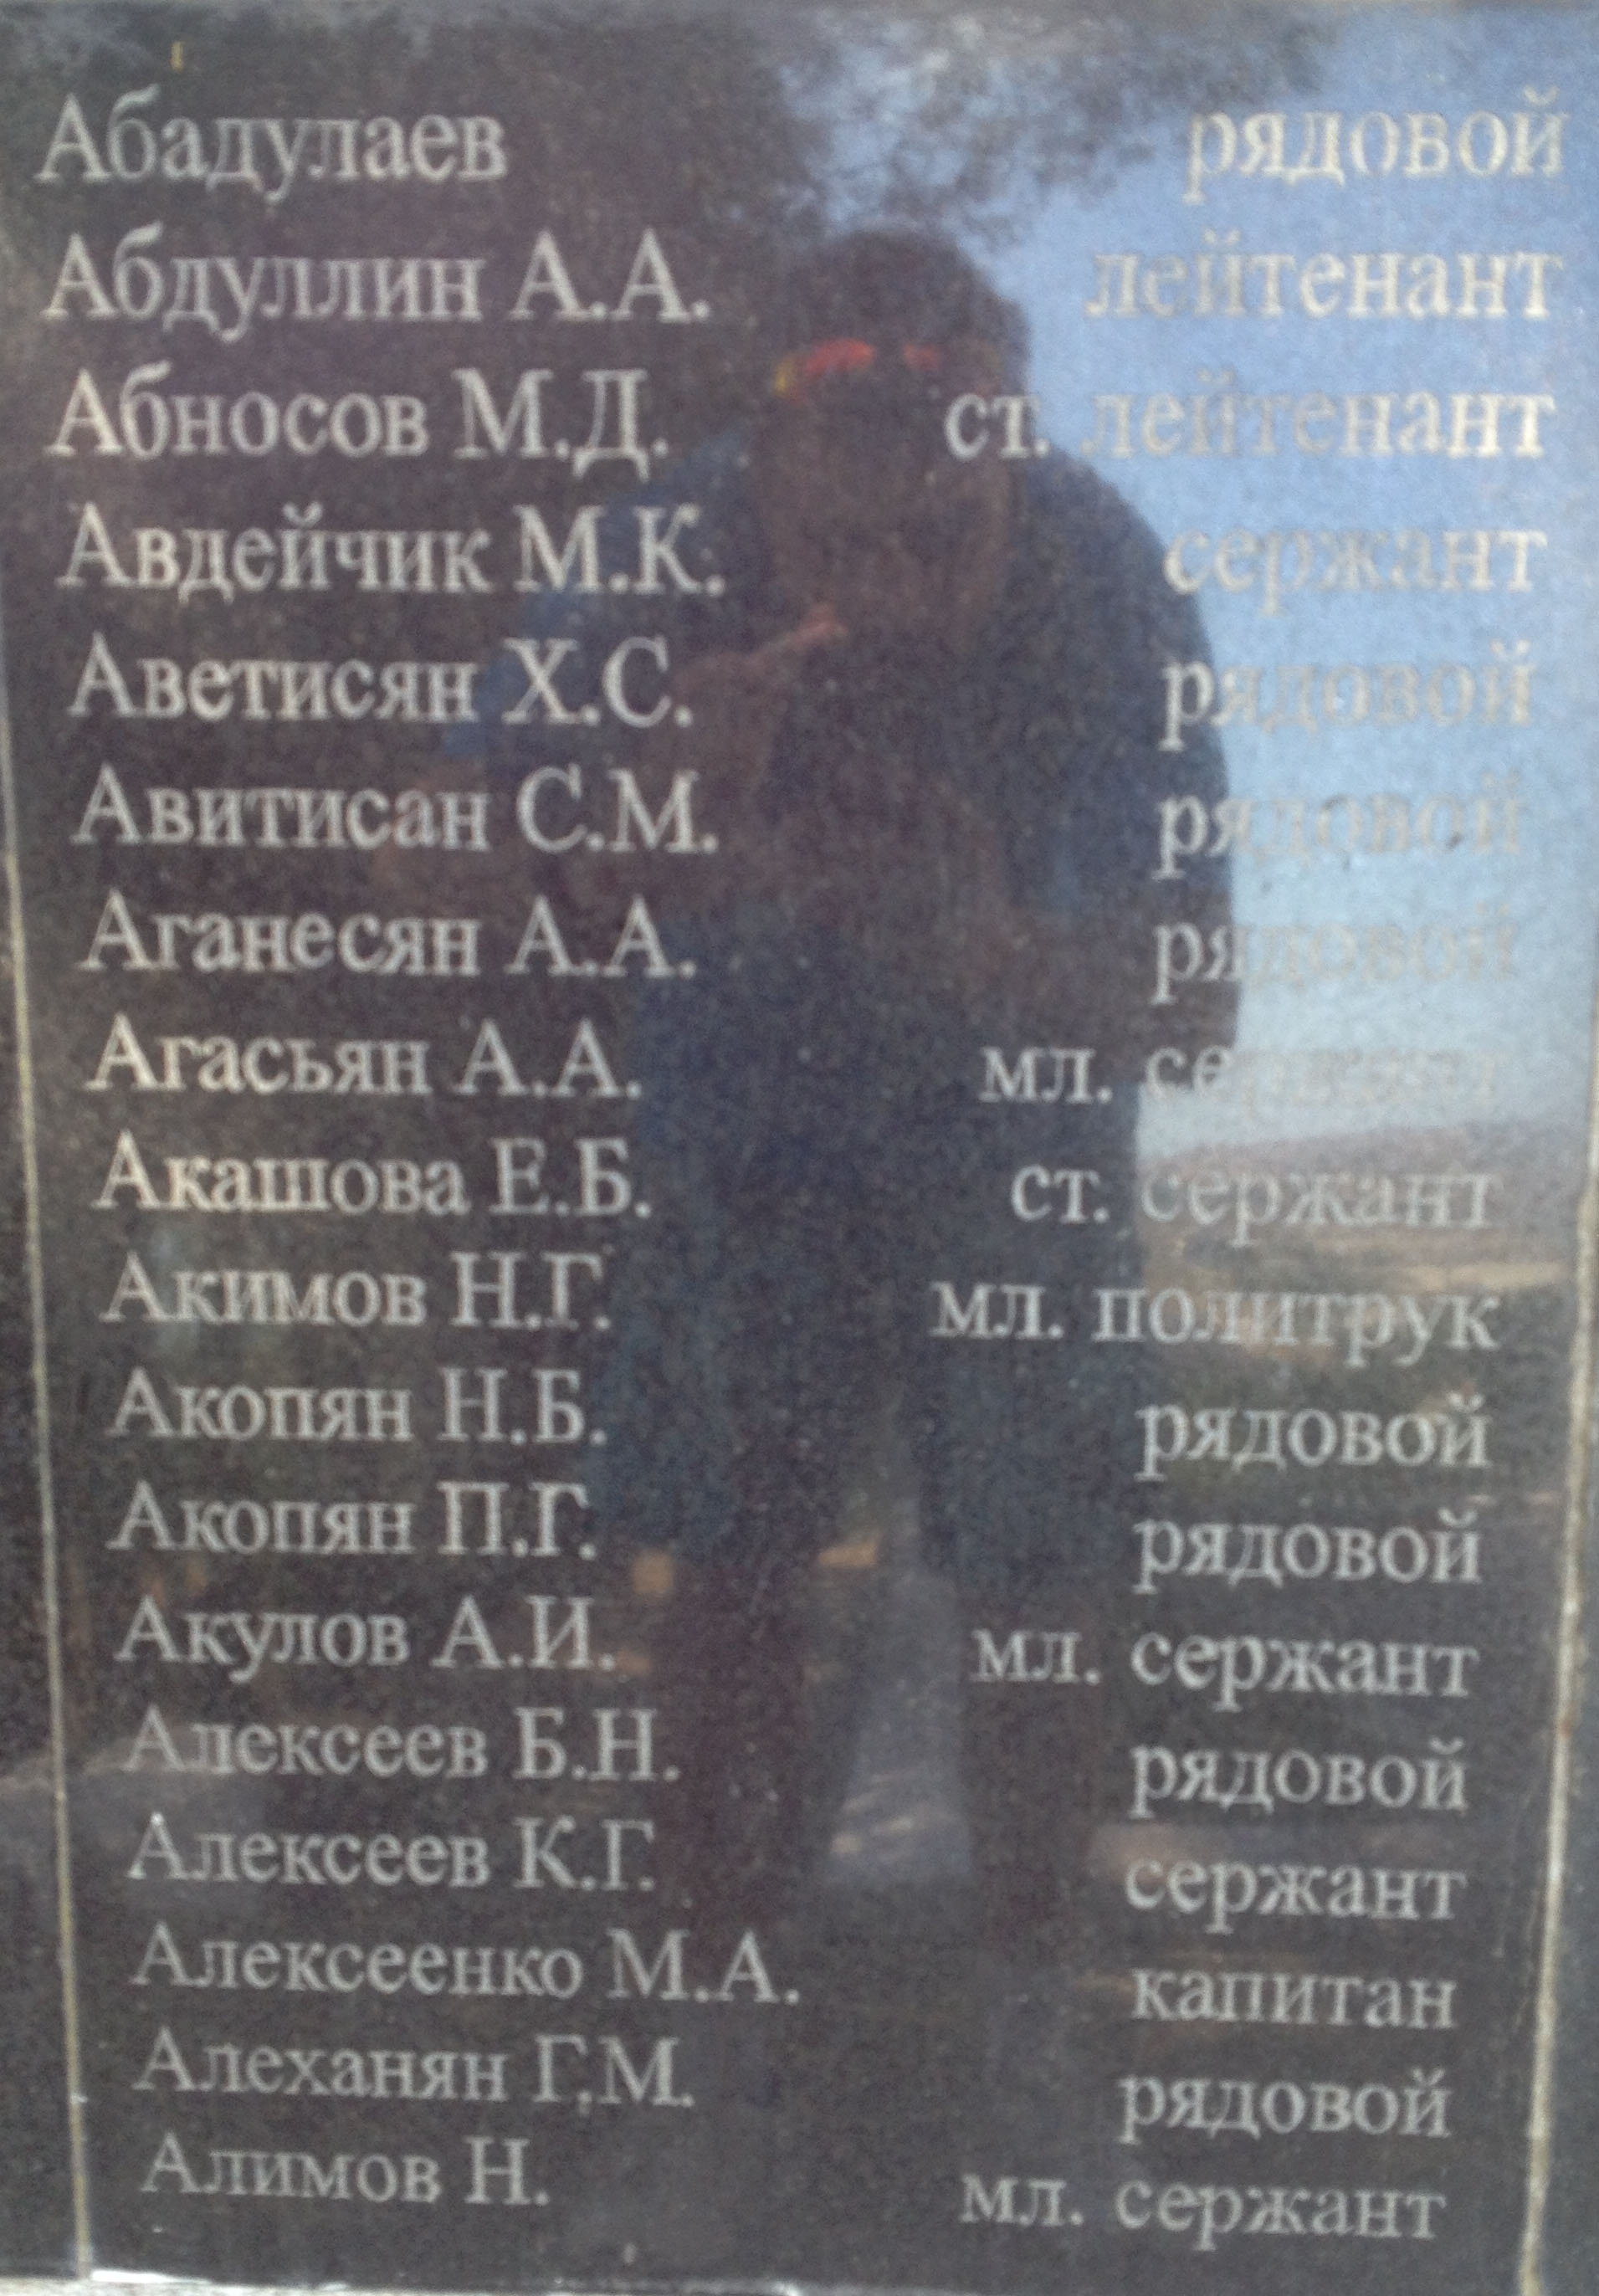 Абадулаев рядовой
Абдуллин А.А. лейтенант
Абносов М.Д. ст. лейтенант
Авдейчик М.К. сержант
Аветисян Х.С. рядовой
Авитисан С.М. рядовой
Аганесян А.А. рядовой
Агасьян А.А. мл. сержант
Акашова Е.Б. ст. сержант
Акимов Н.Г. мл. политрук
Акопян Н.Б. рядовой
Акопян П.Г. рядовой
Акулов А.И. мл. сержант
Алексеев Б.Н. рядовой
Алексеев К.Г. сержант
Алексеенко М.А. капитан
Алеханян Г.М. рядовой
Алимов Н. мл. сержант